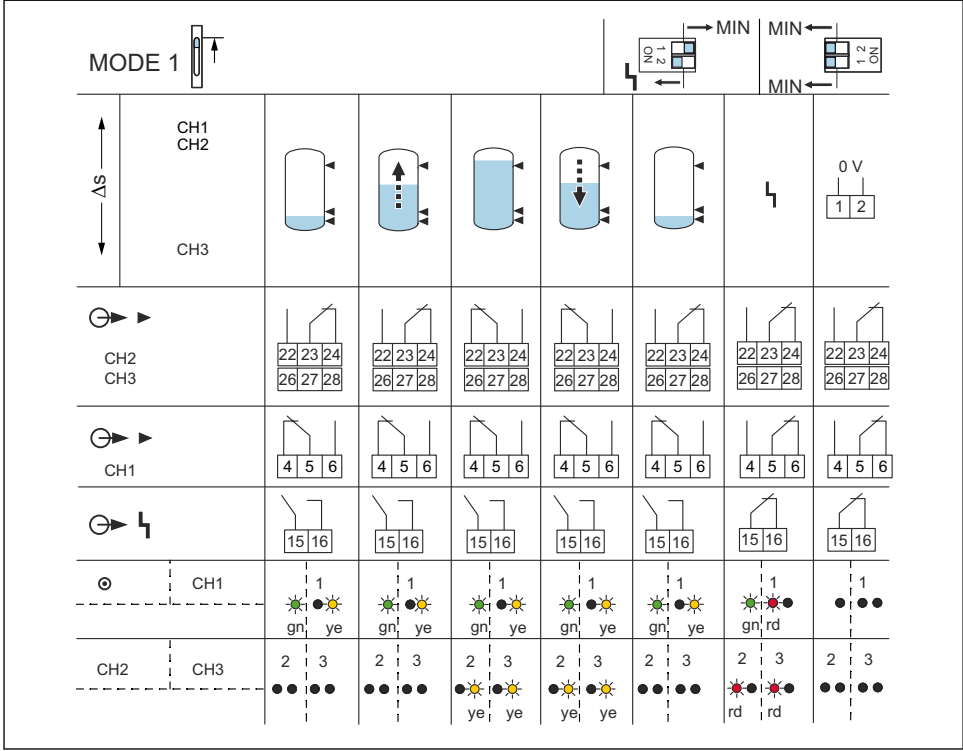 MODE 1
MIN
ON
1 2
MIN
MIN
1 2
ON
Δs
CH1
CH2
CH3
0 V
1 2
CH2
CH3
22 23 24 22 23 24 22 23 24 22 23 24 22 23 24 22 23 24 22 23 24
26 27 28 26 27 28 26 27 28 26 27 28 26 27 28 26 27 28 26 27 28
CH1
4 5 6 4 5 6 4 5 6 4 5 6 4 5 6 4 5 6 4 5 6
15 16 15 16 15 16 15 16 15 16 15 16 15 16
CH1 1 1 1 1 1 1 1
gn ye gn ye gn ye gn ye gn ye gn rd
CH2 CH3 2 3 2 3 2 3 2 3 2 3 2 3 2 3
ye ye ye ye rd rd